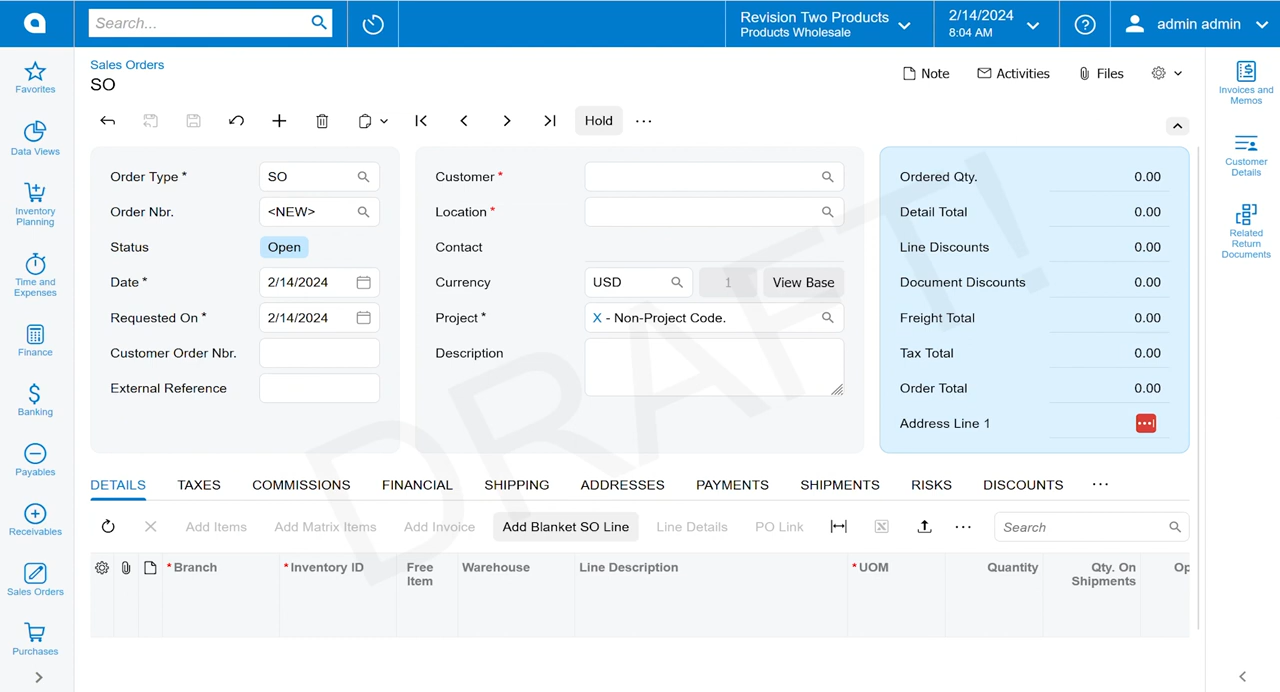 Search...
Revision Two Products
Products Wholesale
2/14/2024
8:04 AM
admin admin
Favorites
Data Views
Inventory
Planning
Time and
Expenses
Finance
Banking
Payables
Receivables
Sales Orders
Purchases
Sales Orders
SO
Note
Activities
Files
Hold
Order Type *
SO
Order Nbr.
<NEW>
Status
Open
Date *
2/14/2024
Requested On *
2/14/2024
Customer Order Nbr.
External Reference
Customer *
Location *
Contact
Currency
USD
1
View Base
Project *
X - Non-Project Code.
Description
Ordered Qty.
0.00
Detail Total
0.00
Line Discounts
0.00
Document Discounts
0.00
Freight Total
0.00
Tax Total
0.00
Order Total
0.00
Address Line 1
DRAFT!
DETAILS
TAXES
COMMISSIONS
FINANCIAL
SHIPPING
ADDRESSES
PAYMENTS
SHIPMENTS
RISKS
DISCOUNTS
Add Items
Add Matrix Items
Add Invoice
Add Blanket SO Line
Line Details
PO Link
Search
* Branch
* Inventory ID
Free
Item
Warehouse
Line Description
* UOM
Quantity
Qty. On
Shipments
Op
Invoices and
Memos
Customer
Details
Related
Return
Documents